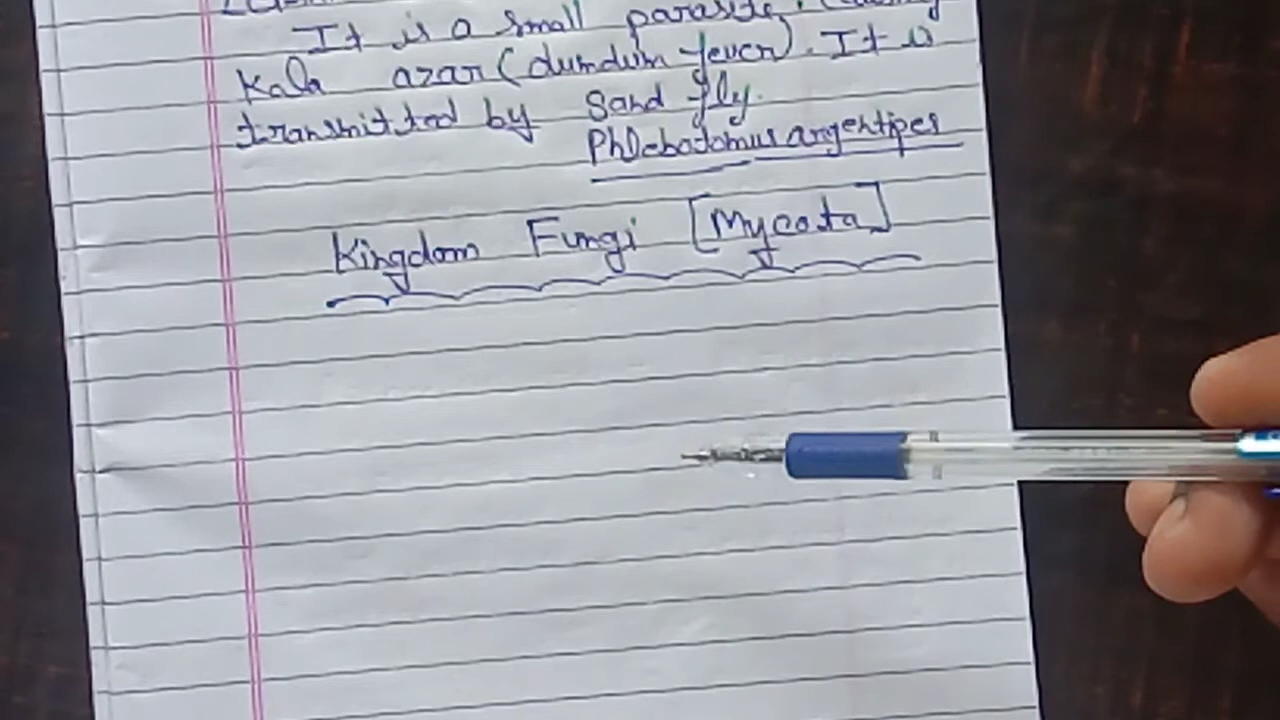 It is a small parasite,
Kala azar (dumdum fever). It is
transmitted by Sand fly.
Phlebotomus argentipes
Kingdom Fungi [Mycota]